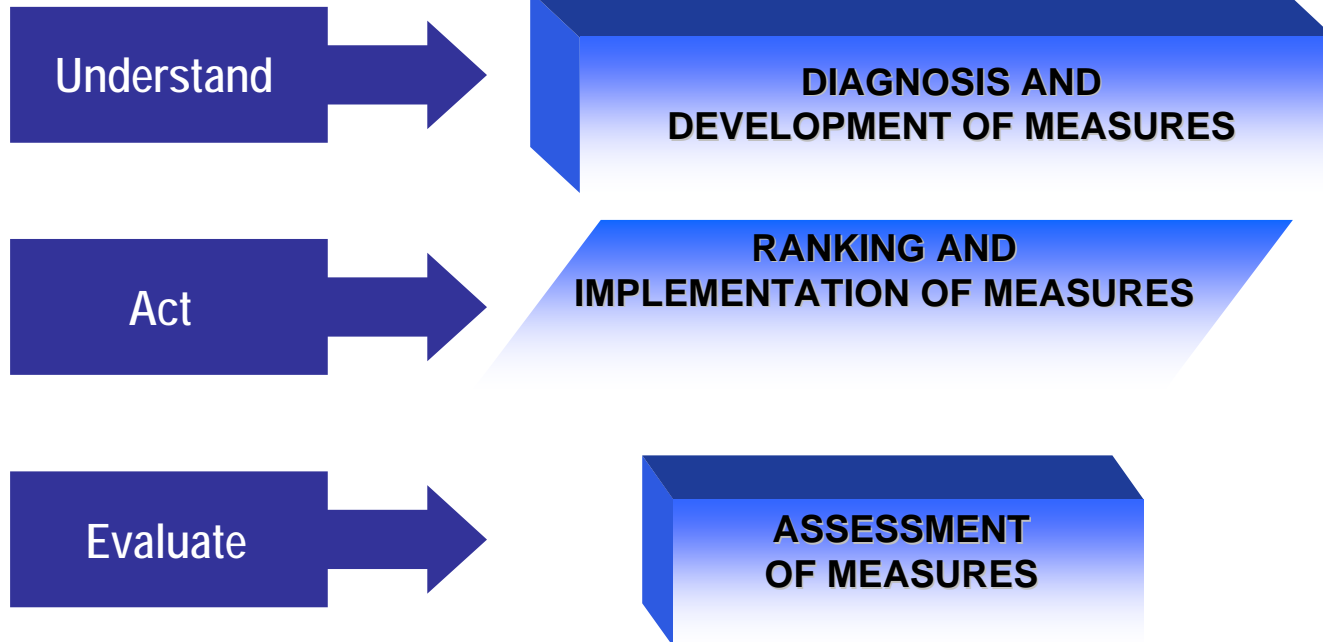 Understand
DIAGNOSIS AND
DEVELOPMENT OF MEASURES
Act
RANKING AND
IMPLEMENTATION OF MEASURES
Evaluate
ASSESSMENT
OF MEASURES